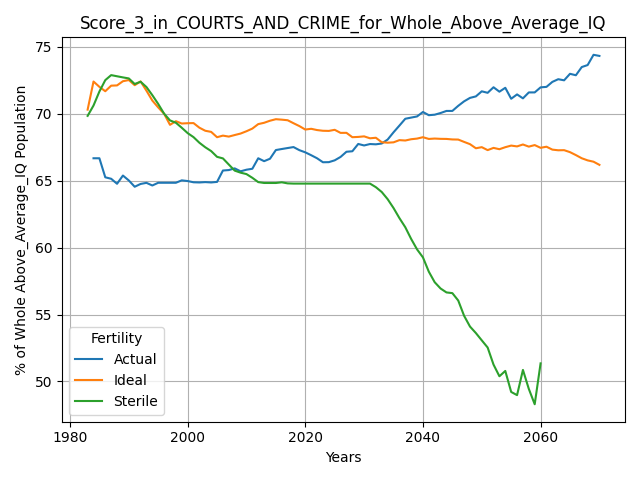 Score_3_in_COURTS_AND_CRIME_for_Whole_Above_Average_IQ
% of Whole Above_Average_IQ Population
75
70
65
60
55
50
Fertility
Actual
Ideal
Sterile
1980
2000
2020
2040
2060
Years